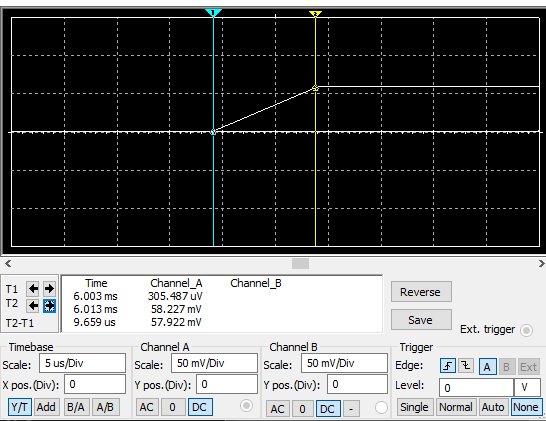 1 2
T1
T2
T2-T1
Time Channel_A Channel_B
6.003 ms 305.487 uV
6.013 ms 58.227 mV
9.659 us 57.922 mV
Reverse
Save
Ext. trigger
Timebase
Scale: 5 us/Div
X pos.(Div): 0
Y/T Add B/A A/B
Channel A
Scale: 50 mV/Div
Y pos.(Div): 0
AC 0 DC
Channel B
Scale: 50 mV/Div
Y pos.(Div): 0
AC 0 DC -
Trigger
Edge: A B Ext
Level: 0 V
Single Normal Auto None